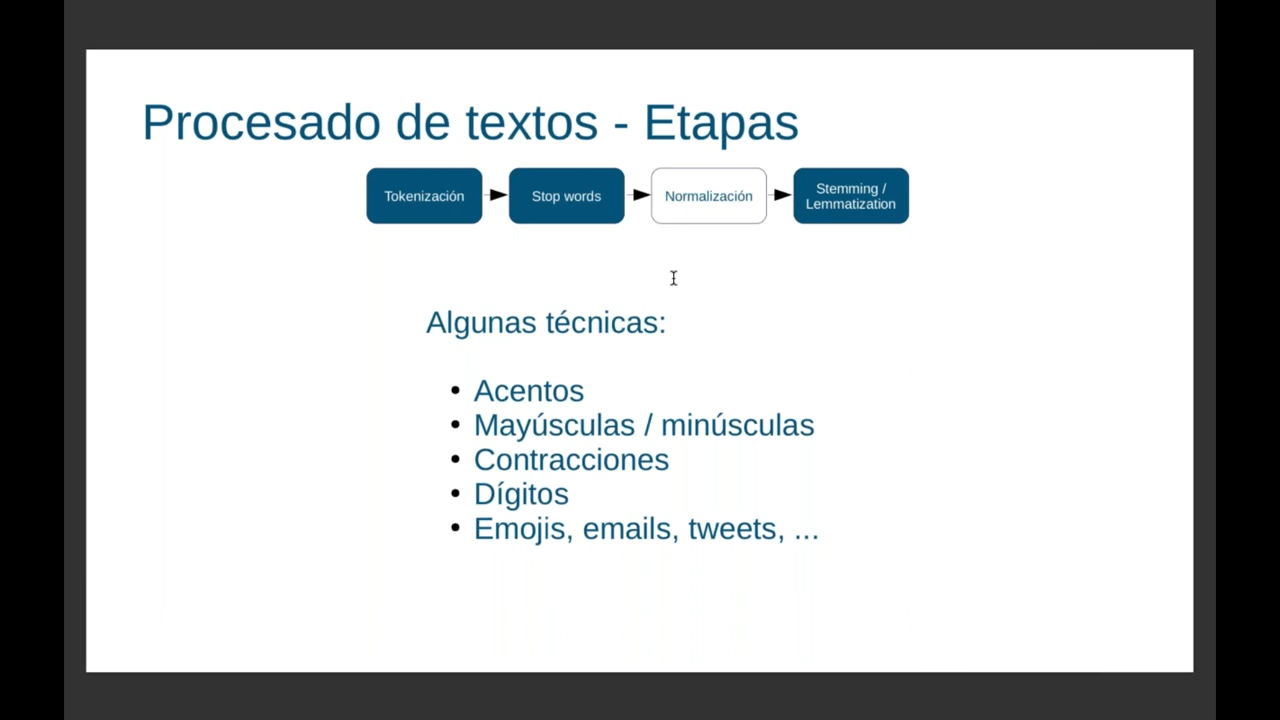 Procesado de textos - Etapas
Tokenización
Stop words
Normalización
Stemming /
Lemmatization
Algunas técnicas:
• Acentos
• Mayúsculas / minúsculas
• Contracciones
• Dígitos
• Emojis, emails, tweets, ...